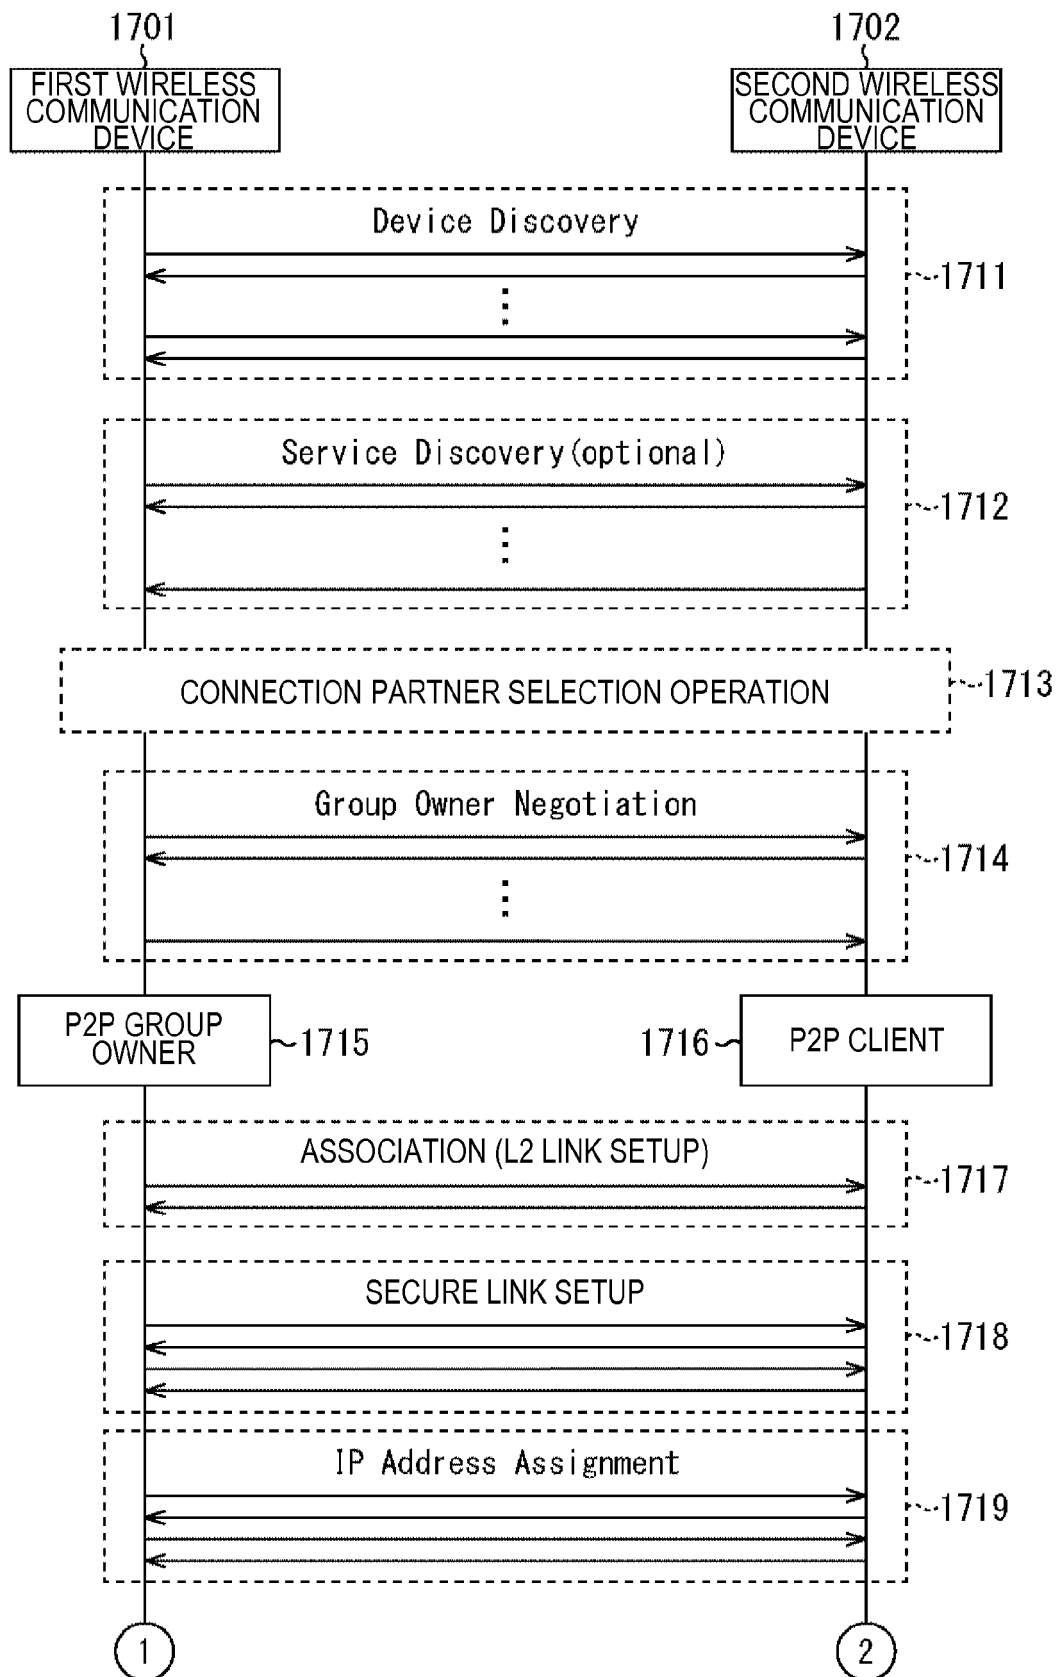 1701
1702
FIRST WIRELESS
COMMUNICATION
DEVICE
SECOND WIRELESS
COMMUNICATION
DEVICE
Device Discovery
1711
Service Discovery(optional)
1712
CONNECTION PARTNER SELECTION OPERATION
1713
Group Owner Negotiation
1714
P2P GROUP
OWNER
1715
1716
P2P CLIENT
ASSOCIATION (L2 LINK SETUP)
1717
SECURE LINK SETUP
1718
IP Address Assignment
1719
1
2